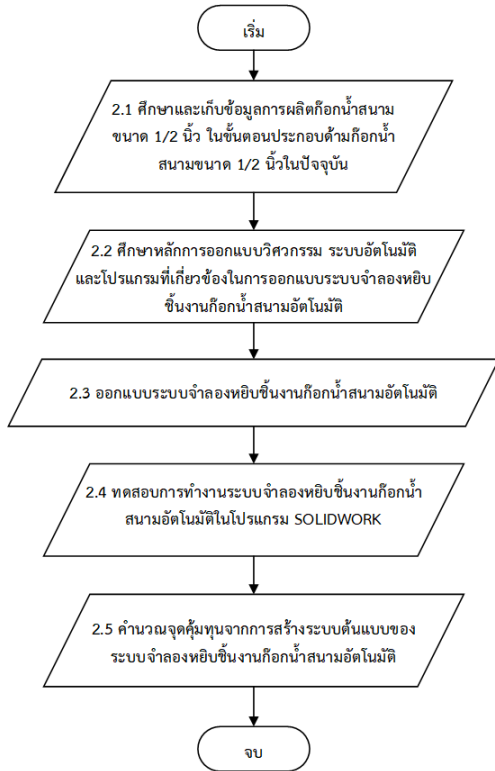 เริ่ม
2.1 ศึกษาและเก็บข้อมูลการผลิตก๊อกน้ำสนาม
ขนาด 1/2 นิ้ว ในขั้นตอนประกอบด้ามก๊อกน้ำ
สนามขนาด 1/2 นิ้วในปัจจุบัน
2.2 ศึกษาหลักการออกแบบวิศวกรรม ระบบอัตโนมัติ
และโปรแกรมที่เกี่ยวข้องในการออกแบบระบบจำลองหยิบ
ชิ้นงานก๊อกน้ำสนามอัตโนมัติ
2.3 ออกแบบระบบจำลองหยิบชิ้นงานก๊อกน้ำสนามอัตโนมัติ
2.4 ทดสอบการทำงานระบบจำลองหยิบชิ้นงานก๊อกน้ำ
สนามอัตโนมัติในโปรแกรม SOLIDWORK
2.5 คำนวณจุดคุ้มทุนจากการสร้างระบบต้นแบบของ
ระบบจำลองหยิบชิ้นงานก๊อกน้ำสนามอัตโนมัติ
จบ